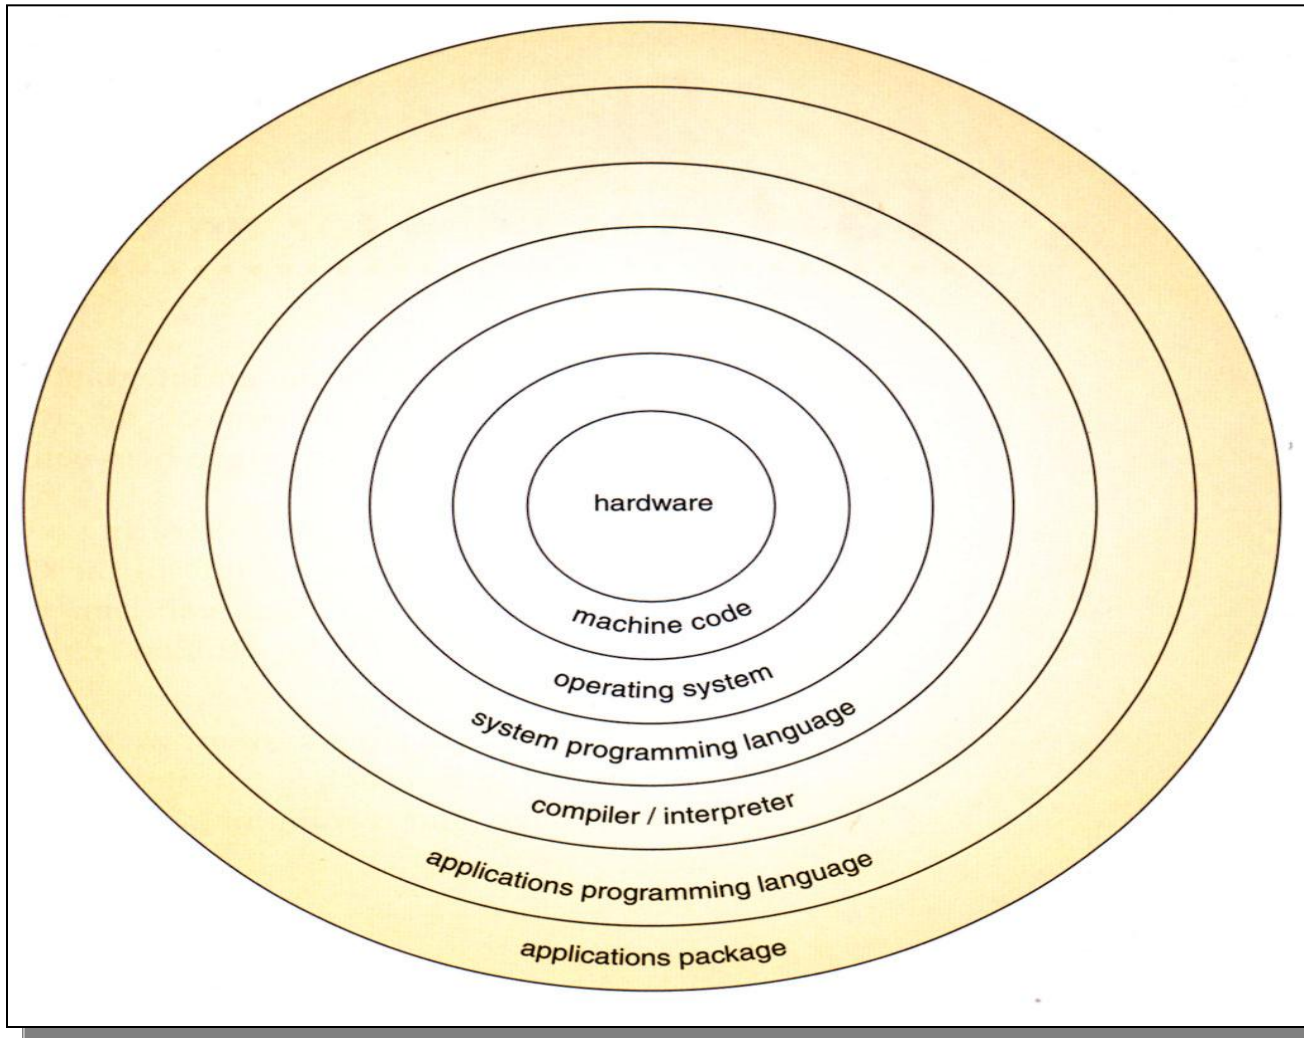 hardware
machine code
operating system
system programming language
compiler / interpreter
applications programming language
applications package